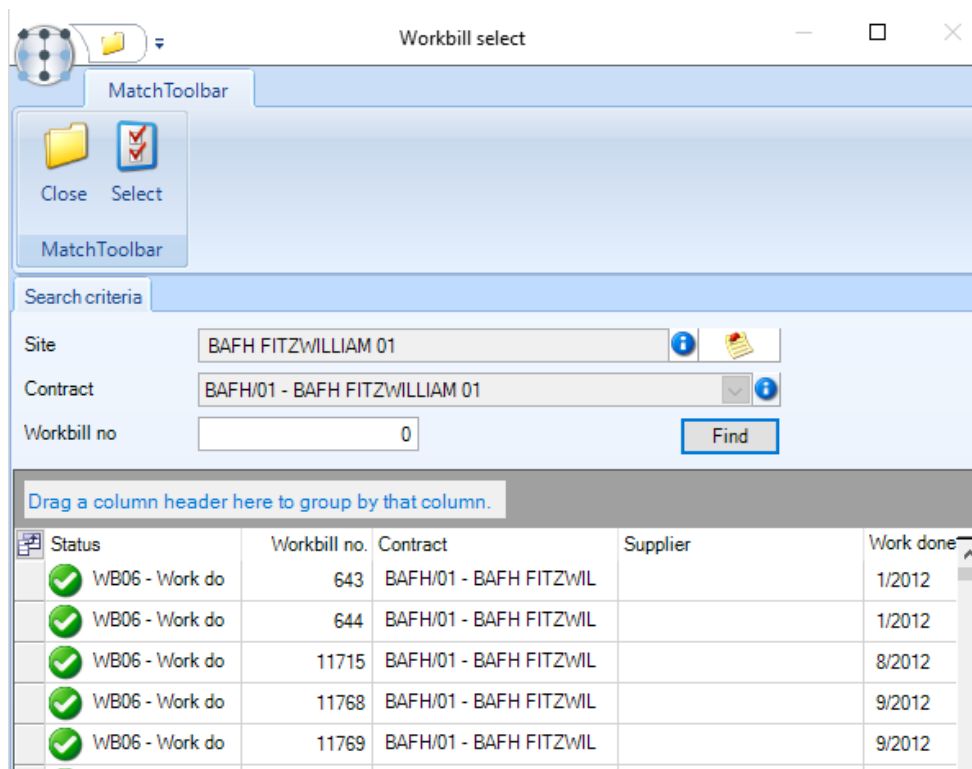 Workbill select
MatchToolbar
Close Select
MatchToolbar
Search criteria
Site BAFH FITZWILLIAM 01
Contract BAFH/01 - BAFH FITZWILLIAM 01
Workbill no 0 Find
Drag a column header here to group by that column.
Status Workbill no. Contract Supplier Work done
WB06 - Work do 643 BAFH/01 - BAFH FITZWIL 1/2012
WB06 - Work do 644 BAFH/01 - BAFH FITZWIL 1/2012
WB06 - Work do 11715 BAFH/01 - BAFH FITZWIL 8/2012
WB06 - Work do 11768 BAFH/01 - BAFH FITZWIL 9/2012
WB06 - Work do 11769 BAFH/01 - BAFH FITZWIL 9/2012